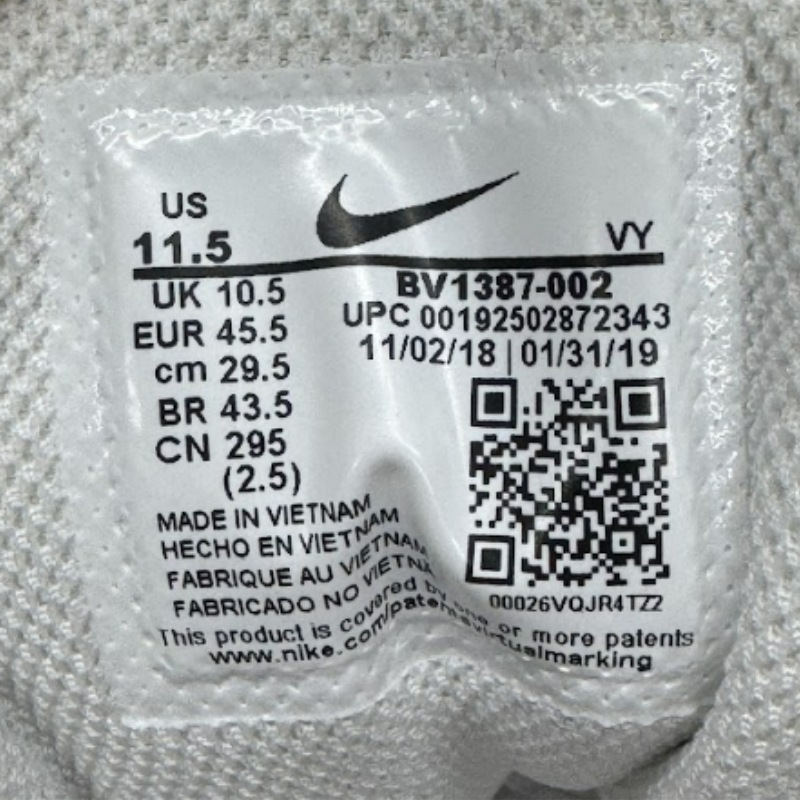 US
11.5
VY
UK 10.5
EUR 45.5
cm 29.5
BR 43.5
CN 295
(2.5)
BV1387-002
UPC 00192502872343
11/02/18 | 01/31/19
MADE IN VIETNAM
HECHO EN VIETNAM
FABRIQUE AU VIETNAM
FABRICADO NO VIETNÃ
00026VQJR4TZ2
This product is covered by one or more patents
www.nike.com/patentsvirtualmarking